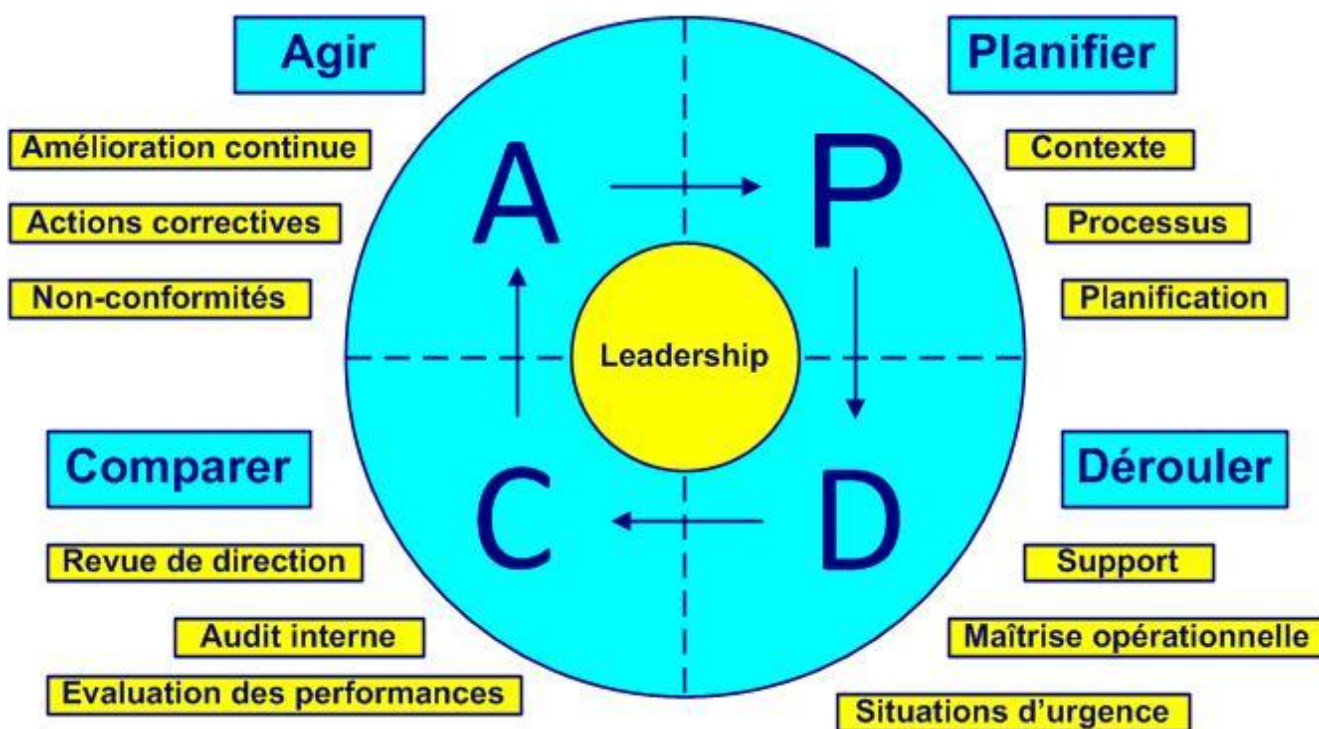 Agir
Planifier
Amélioration continue
Contexte
A
P
Actions correctives
Processus
Non-conformités
Planification
Leadership
Comparer
Dérouler
C
D
Revue de direction
Support
Audit interne
Maîtrise opérationnelle
Evaluation des performances
Situations d'urgence